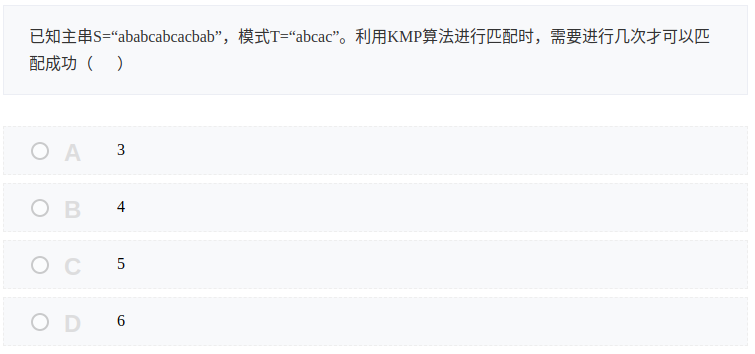 已知主串S=“ababcabcacbab”，模式T=“abcac”。利用KMP算法进行匹配时，需要进行几次才可以匹
配成功（　）
A 3
B 4
C 5
D 6